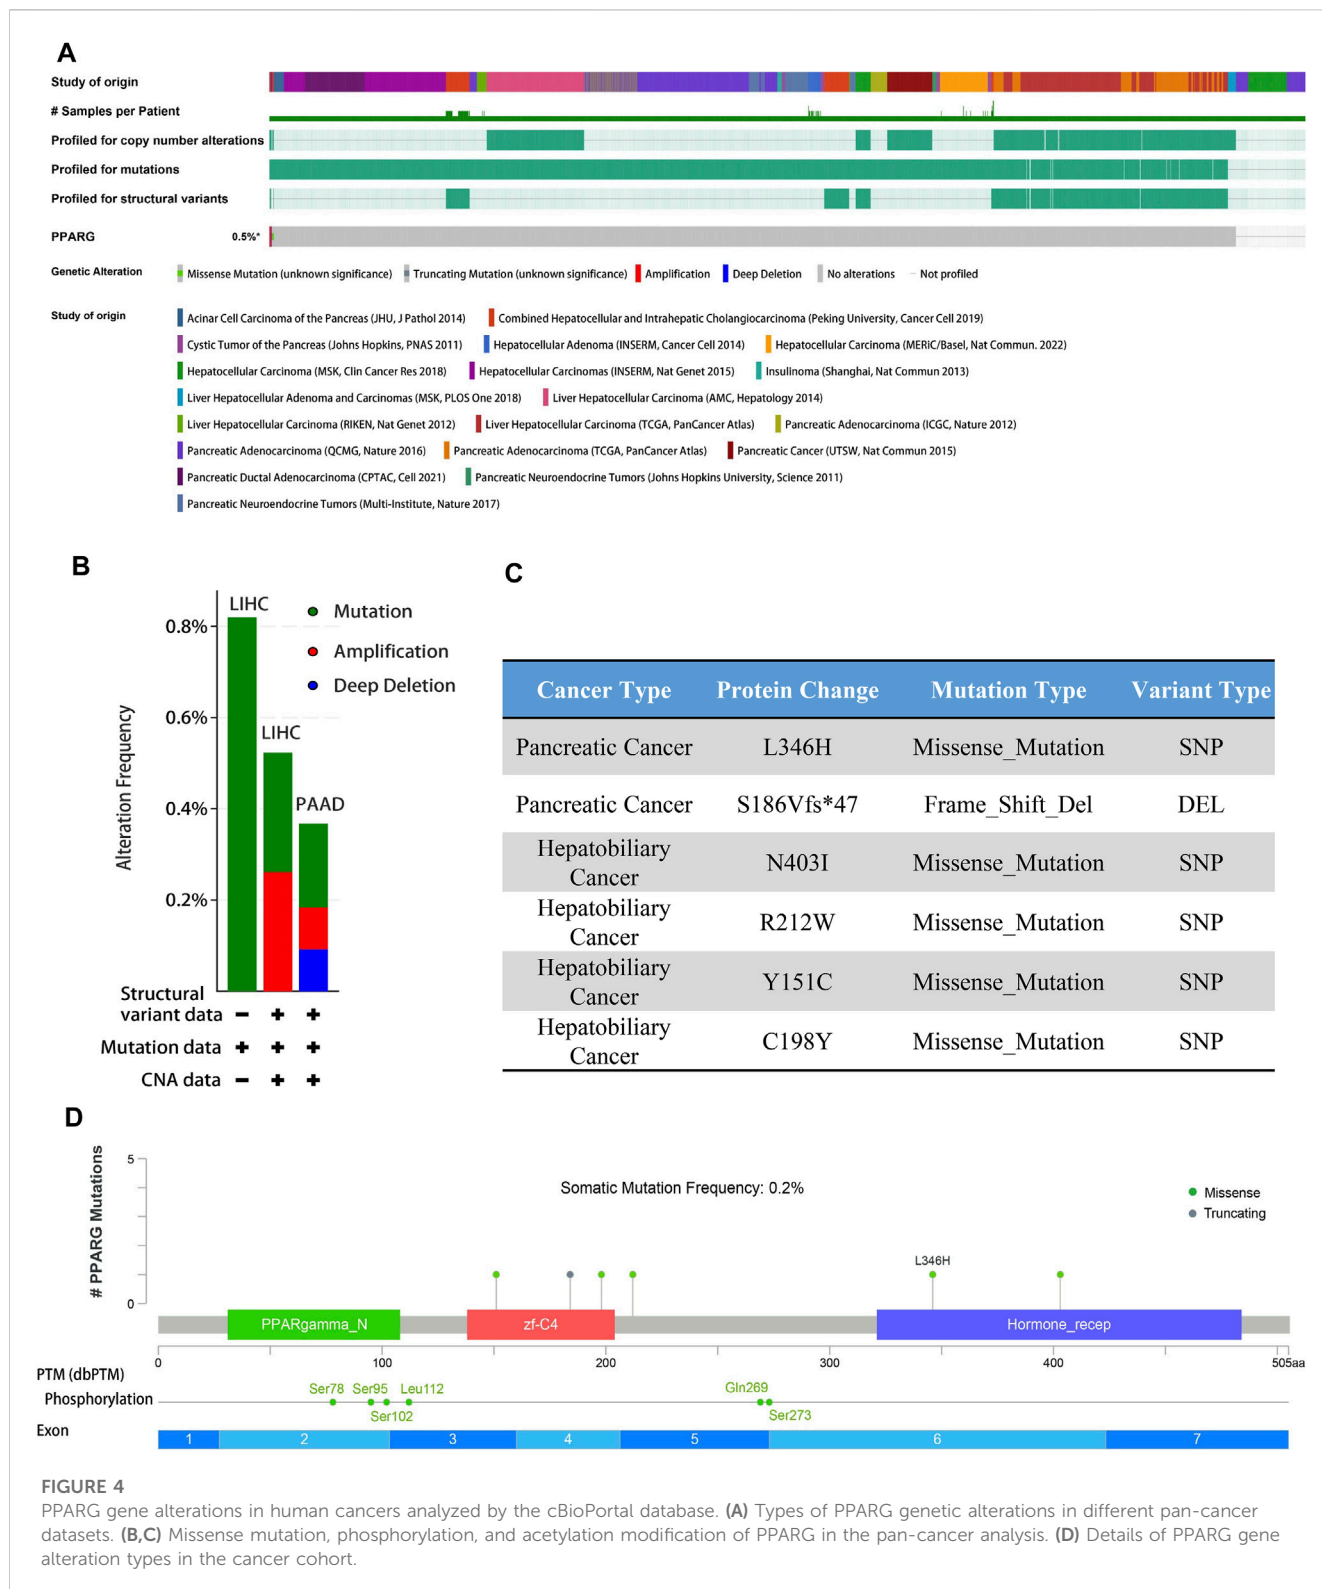 A
Study of origin
# Samples per Patient
Profiled for copy number alterations
Profiled for mutations
Profiled for structural variants
PPARG 0.5%*
Genetic Alteration Missense Mutation (unknown significance) Truncating Mutation (unknown significance) Amplification Deep Deletion No alterations Not profiled
Study of origin Acinar Cell Carcinoma of the Pancreas (JHU, J Pathol 2014) Combined Hepatocellular and Intrahepatic Cholangiocarcinoma (Peking University, Cancer Cell 2019)
Cystic Tumor of the Pancreas (Johns Hopkins, PNAS 2011) Hepatocellular Adenoma (INSERM, Cancer Cell 2014) Hepatocellular Carcinoma (MERiC/Basel, Nat Commun. 2022)
Hepatocellular Carcinoma (MSK, Clin Cancer Res 2018) Hepatocellular Carcinomas (INSERM, Nat Genet 2015) Insulinoma (Shanghai, Nat Commun 2013)
Liver Hepatocellular Adenoma and Carcinomas (MSK, PLOS One 2018) Liver Hepatocellular Carcinoma (AMC, Hepatology 2014)
Liver Hepatocellular Carcinoma (RIKEN, Nat Genet 2012) Liver Hepatocellular Carcinoma (TCGA, PanCancer Atlas) Pancreatic Adenocarcinoma (ICGC, Nature 2012)
Pancreatic Adenocarcinoma (QCMG, Nature 2016) Pancreatic Adenocarcinoma (TCGA, PanCancer Atlas) Pancreatic Cancer (UTSW, Nat Commun 2015)
Pancreatic Ductal Adenocarcinoma (CPTAC, Cell 2021) Pancreatic Neuroendocrine Tumors (Johns Hopkins University, Science 2011)
Pancreatic Neuroendocrine Tumors (Multi-Institute, Nature 2017)
B
Alteration Frequency
0.8%
0.6%
0.4%
0.2%
LIHC
LIHC
PAAD
Mutation
Amplification
Deep Deletion
Structural
variant data − + +
Mutation data + + +
CNA data − + +
C
Cancer Type Protein Change Mutation Type Variant Type
Pancreatic Cancer L346H Missense_Mutation SNP
Pancreatic Cancer S186Vfs*47 Frame_Shift_Del DEL
Hepatobiliary
Cancer N403I Missense_Mutation SNP
Hepatobiliary
Cancer R212W Missense_Mutation SNP
Hepatobiliary
Cancer Y151C Missense_Mutation SNP
Hepatobiliary
Cancer C198Y Missense_Mutation SNP
D
# PPARG Mutations
5
0
Somatic Mutation Frequency: 0.2%
Missense
Truncating
L346H
PPARgamma_N zf-C4 Hormone_recep
0 100 200 300 400 505aa
PTM (dbPTM)
Phosphorylation
Ser78 Ser95 Leu112 Gln269
Ser102 Ser273
Exon
1 2 3 4 5 6 7
FIGURE 4
PPARG gene alterations in human cancers analyzed by the cBioPortal database. (A) Types of PPARG genetic alterations in different pan-cancer
datasets. (B,C) Missense mutation, phosphorylation, and acetylation modification of PPARG in the pan-cancer analysis. (D) Details of PPARG gene
alteration types in the cancer cohort.